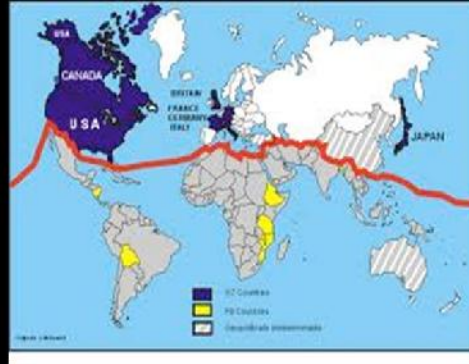 USA
CANADA
USA
BRITAIN
FRANCE
GERMANY
ITALY
JAPAN
G7 Countries
P8 Countries